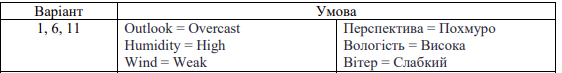 Варіант Умова
1, 6, 11 Outlook = Overcast Перспектива = Похмуро
Humidity = High Вологість = Висока
Wind = Weak Вітер = Слабкий